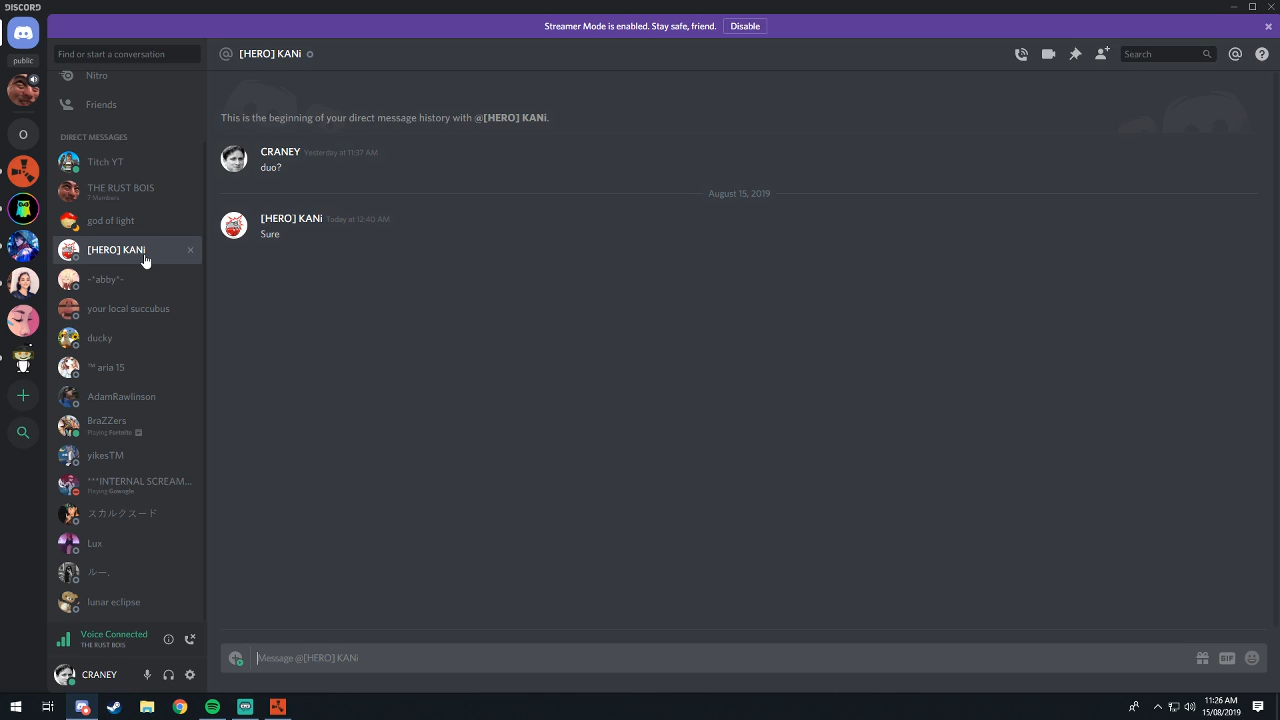 DISCORD
Streamer Mode is enabled. Stay safe, friend. Disable
public
O
Find or start a conversation
Nitro
Friends
DIRECT MESSAGES
Titch YT
THE RUST BOIS
7 Members
god of light
[HERO] KANi
-*abby*-
your local succubus
ducky
™ aria 15
AdamRawlinson
BraZZers
Playing Fortnite
yikesTM
***INTERNAL SCREAM...
スカルクスード
Lux
ルー.
lunar eclipse
Voice Connected
THE RUST BOIS
CRANEY
@ [HERO] KANi
Search
This is the beginning of your direct message history with @[HERO] KANi.
CRANEY Yesterday at 11:37 AM
duo?
August 15, 2019
[HERO] KANi Today at 12:40 AM
Sure
Message @[HERO] KANi
GIF
11:26 AM
15/08/2019